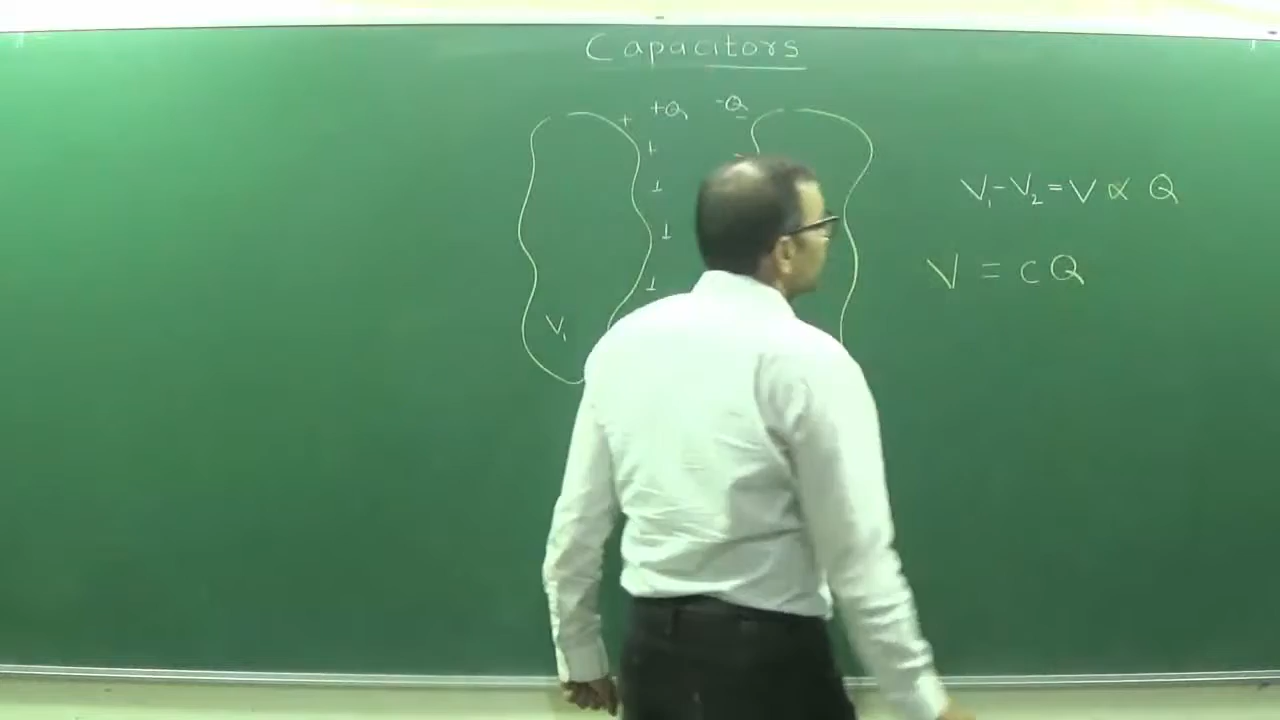 Capacitors
+Q -Q
+
+
+
+
+
V₁
V₁-V₂=V∝ Q
V = cQ